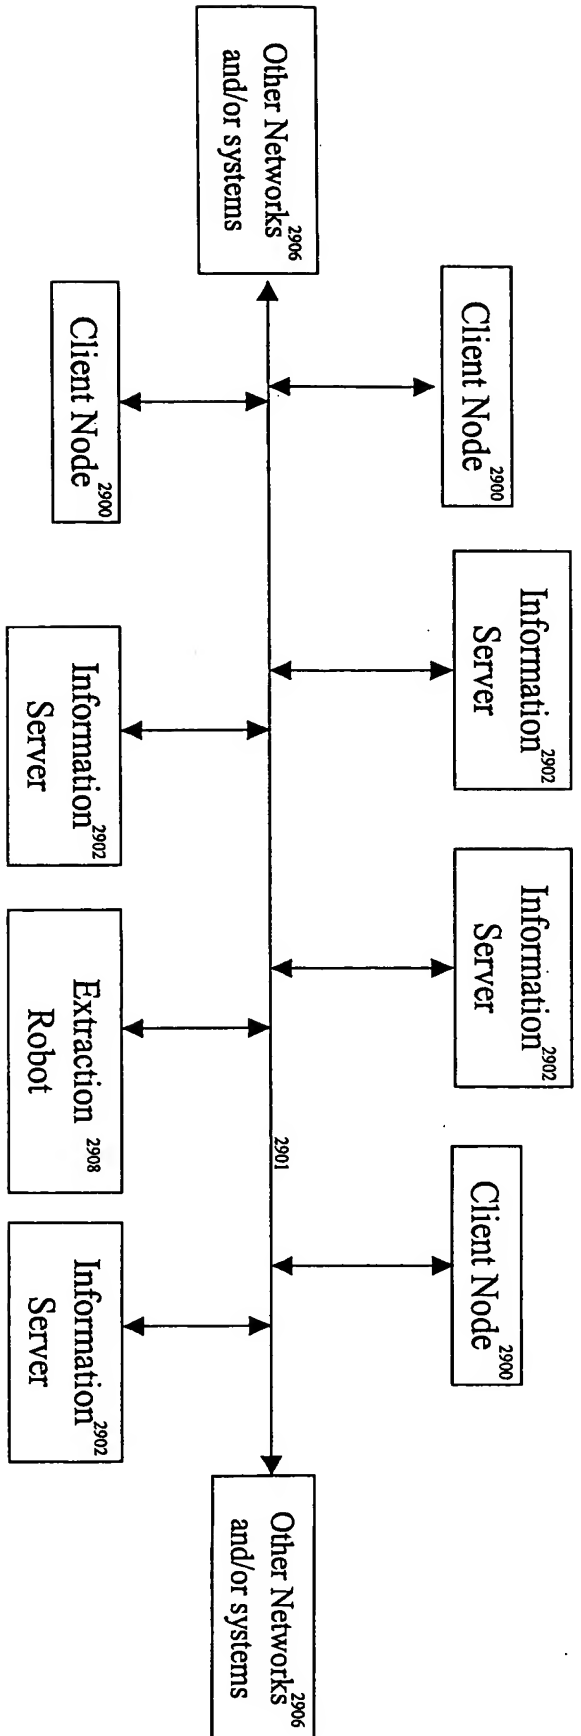 Client Node 2900
Information 2902
Server
Information 2902
Server
Client Node 2900
Other Networks 2906
and/or systems
2901
Other Networks 2906
and/or systems
Client Node 2900
Information 2902
Server
Extraction 2908
Robot
Information 2902
Server